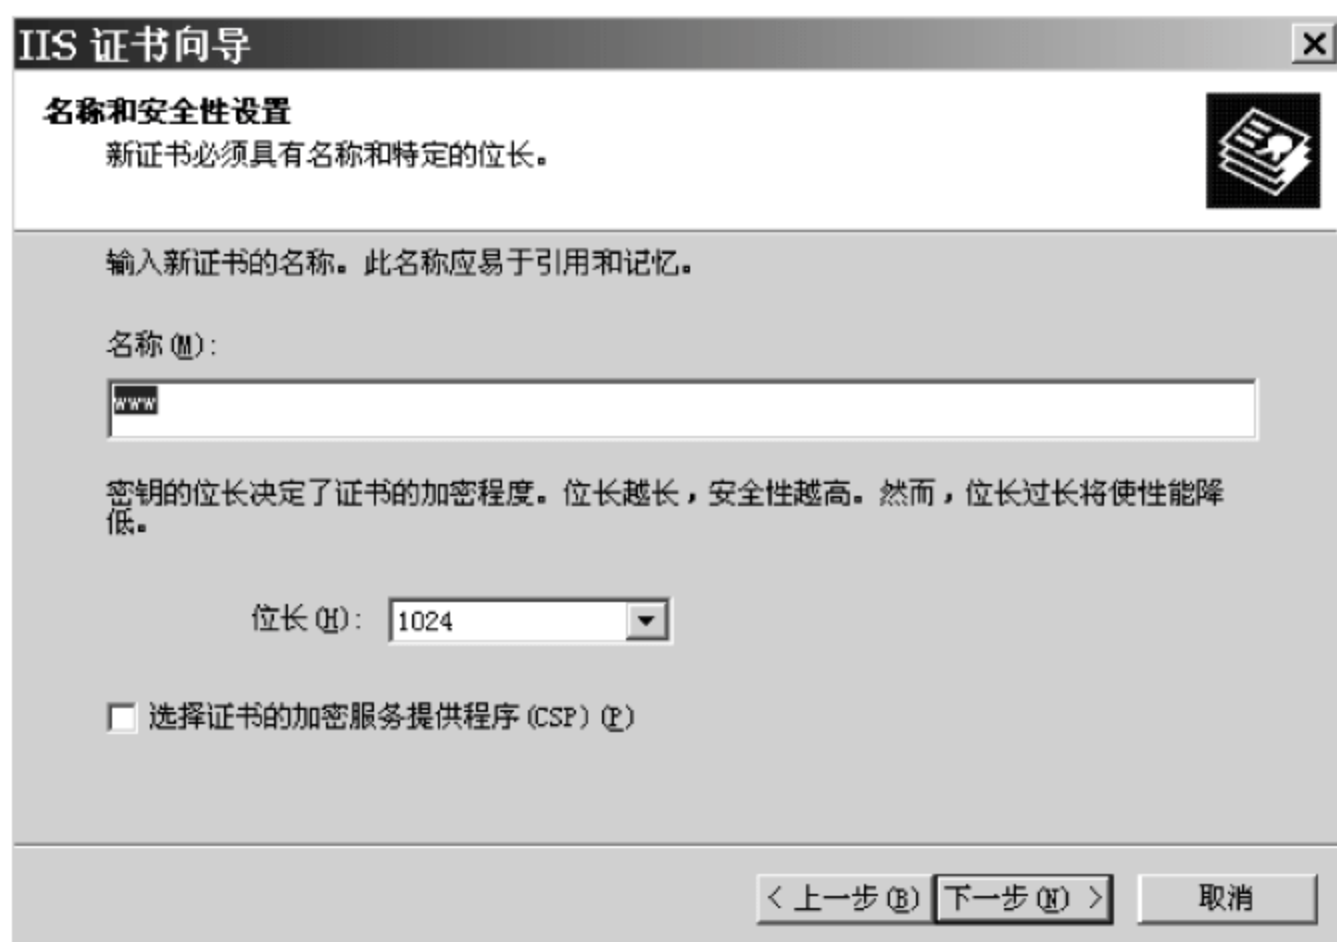 IIS 证书向导
名称和安全性设置
新证书必须具有名称和特定的位长。
输入新证书的名称。此名称应易于引用和记忆。
名称(M):
www
密钥的位长决定了证书的加密程度。位长越长，安全性越高。然而，位长过长将使性能降
低。
位长(H): 1024
选择证书的加密服务提供程序(CSP)(P)
< 上一步(B) 下一步(N) > 取消